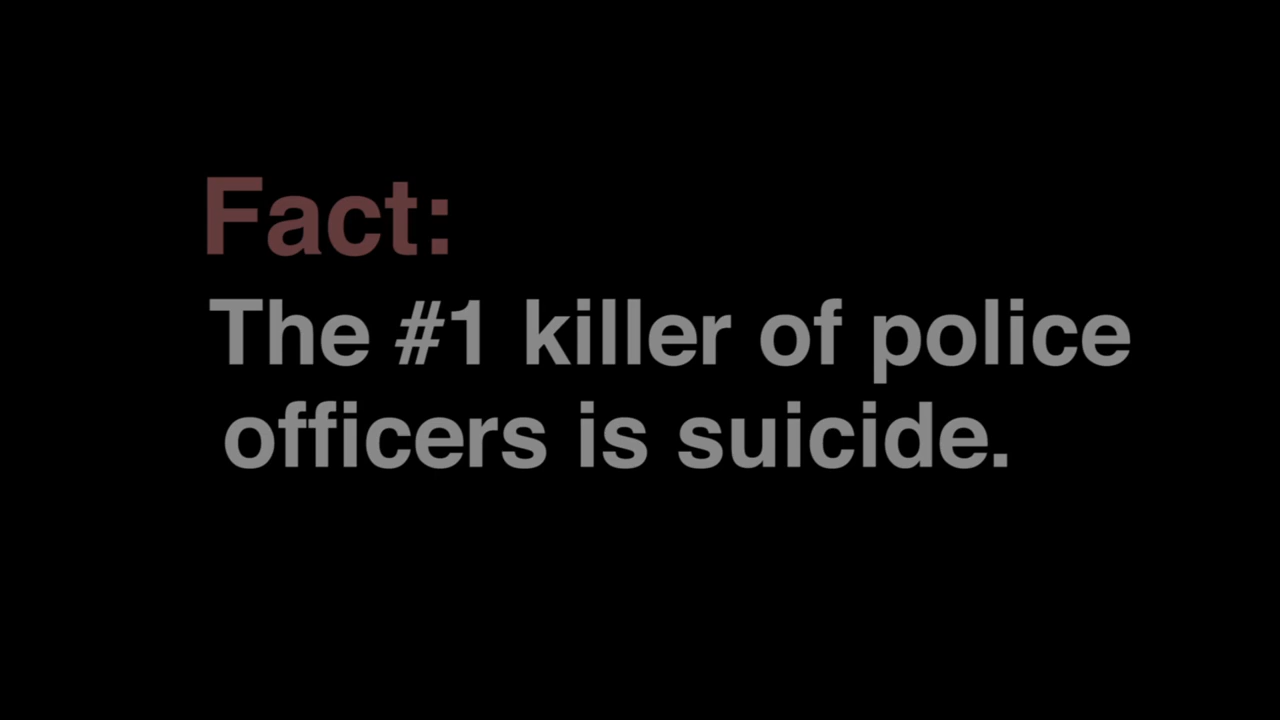 Fact:
The #1 killer of police
officers is suicide.